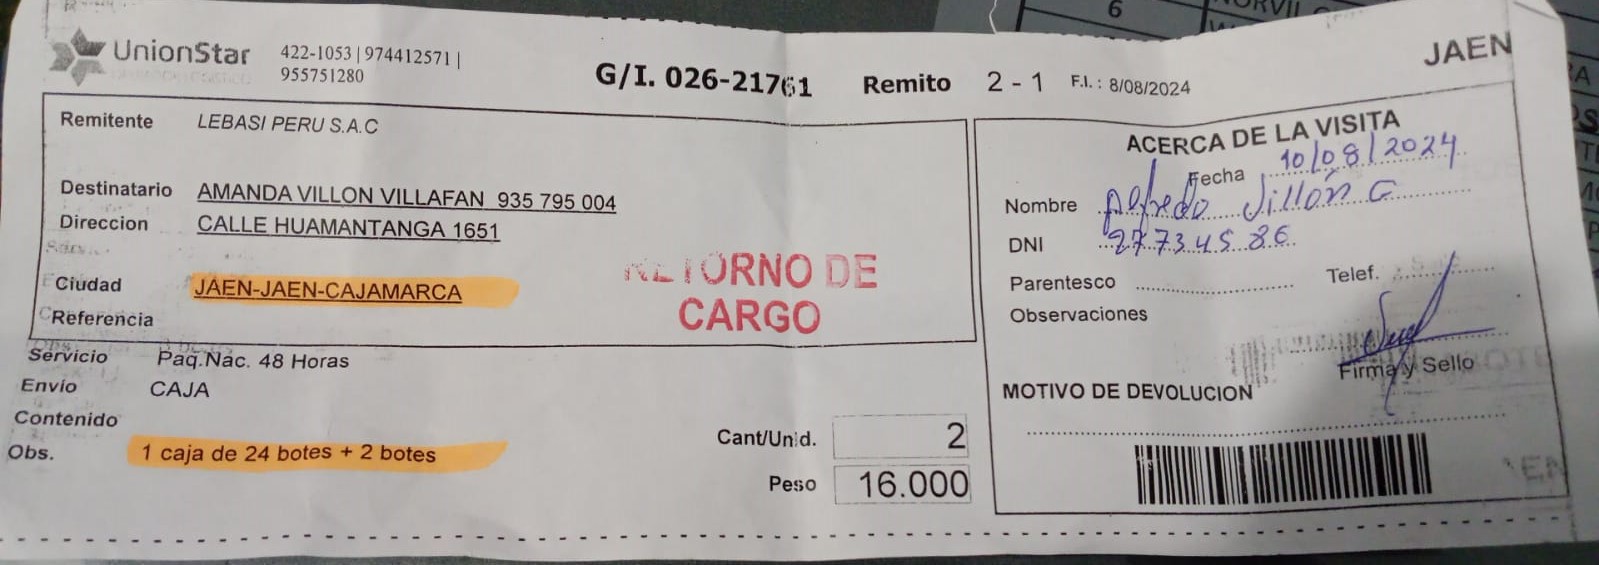 UnionStar
422-1053 | 974412571 |
955751280
G/I. 026-21761
Remito 2 - 1 F.I. : 8/08/2024
JAEN
Remitente LEBASI PERU S.A.C
Destinatario AMANDA VILLON VILLAFAN 935 795 004
Direccion CALLE HUAMANTANGA 1651
Ciudad JAEN-JAEN-CAJAMARCA
Referencia
RETORNO DE
CARGO
Servicio Paq.Nac. 48 Horas
Envio CAJA
Contenido
Obs. 1 caja de 24 botes + 2 botes
Cant/Unid. 2
Peso 16.000
ACERCA DE LA VISITA
Fecha 10/08/2024
Nombre Alfredo Villón G
DNI 27734586
Parentesco Telef.
Observaciones
Firma y Sello
MOTIVO DE DEVOLUCION
6